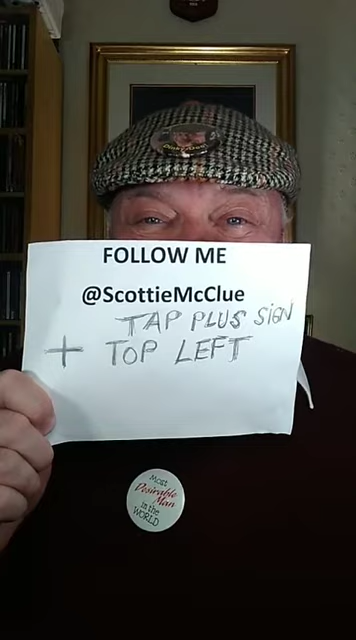 FOLLOW ME
@ScottieMcClue
TAP PLUS SIGN
+ TOP LEFT
Most
Desirable
Man
in the
WORLD